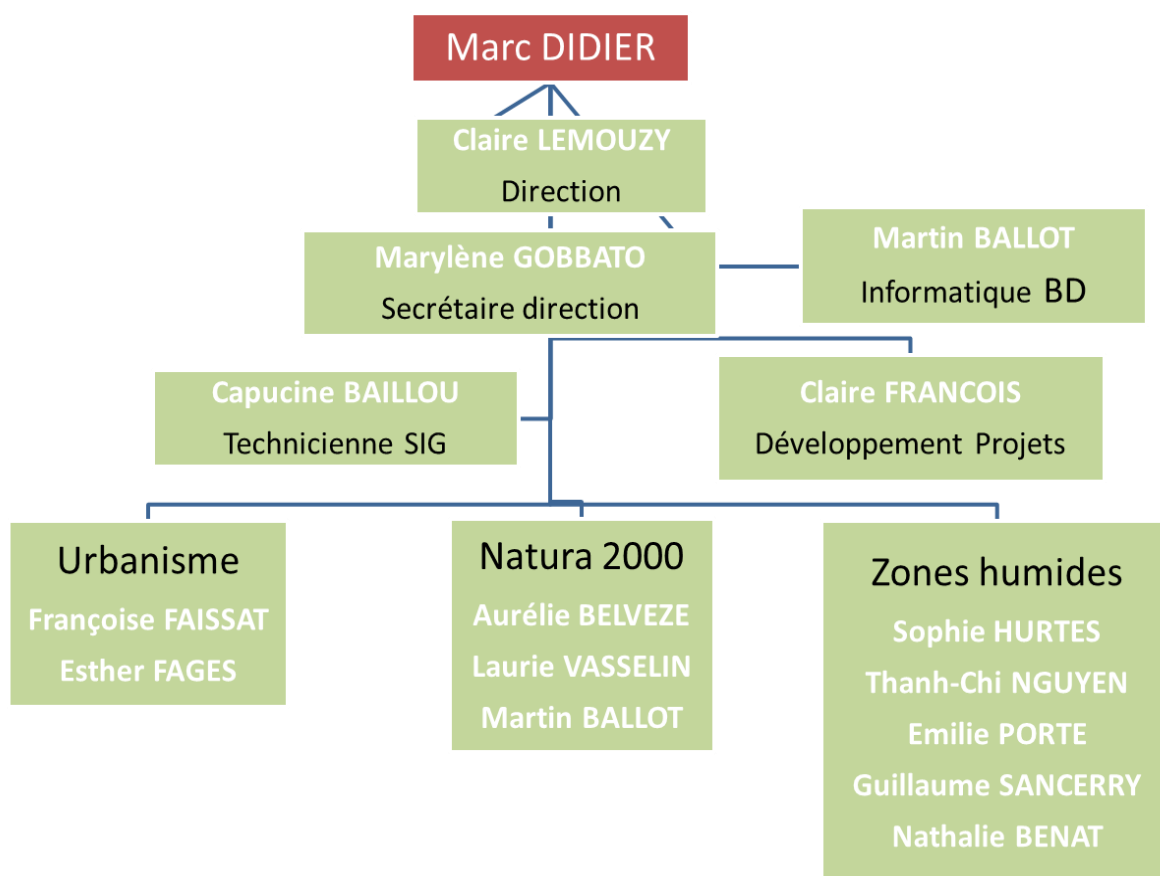 Marc DIDIER
Claire LEMOUZY
Direction
Marylène GOBBATO
Secrétaire direction
Martin BALLOT
Informatique BD
Capucine BAILLOU
Technicienne SIG
Claire FRANCOIS
Développement Projets
Urbanisme
Françoise FAISSAT
Esther FAGES
Natura 2000
Aurélie BELVEZE
Laurie VASSELIN
Martin BALLOT
Zones humides
Sophie HURTES
Thanh-Chi NGUYEN
Emilie PORTE
Guillaume SANCERRY
Nathalie BENAT